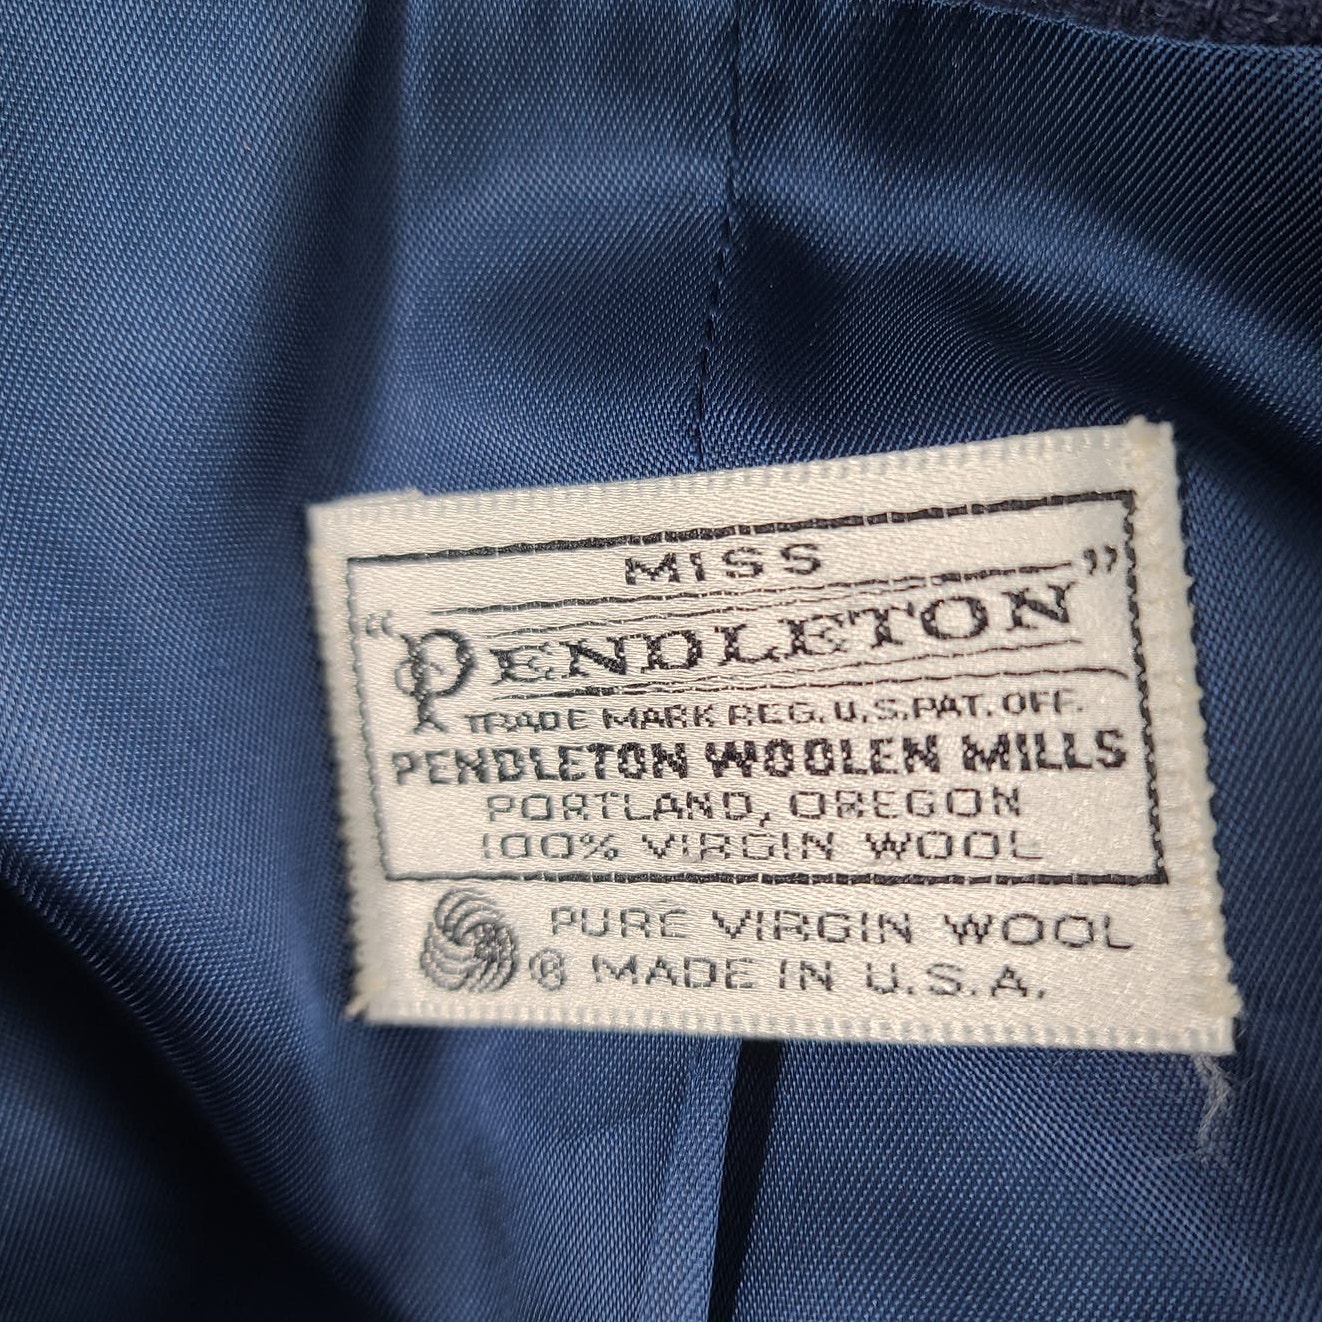 MISS
"PENDLETON"
TRADE MARK REG. U.S. PAT. OFF.
PENDLETON WOOLEN MILLS
PORTLAND, OREGON
100% VIRGIN WOOL
PURE VIRGIN WOOL
® MADE IN U.S.A.